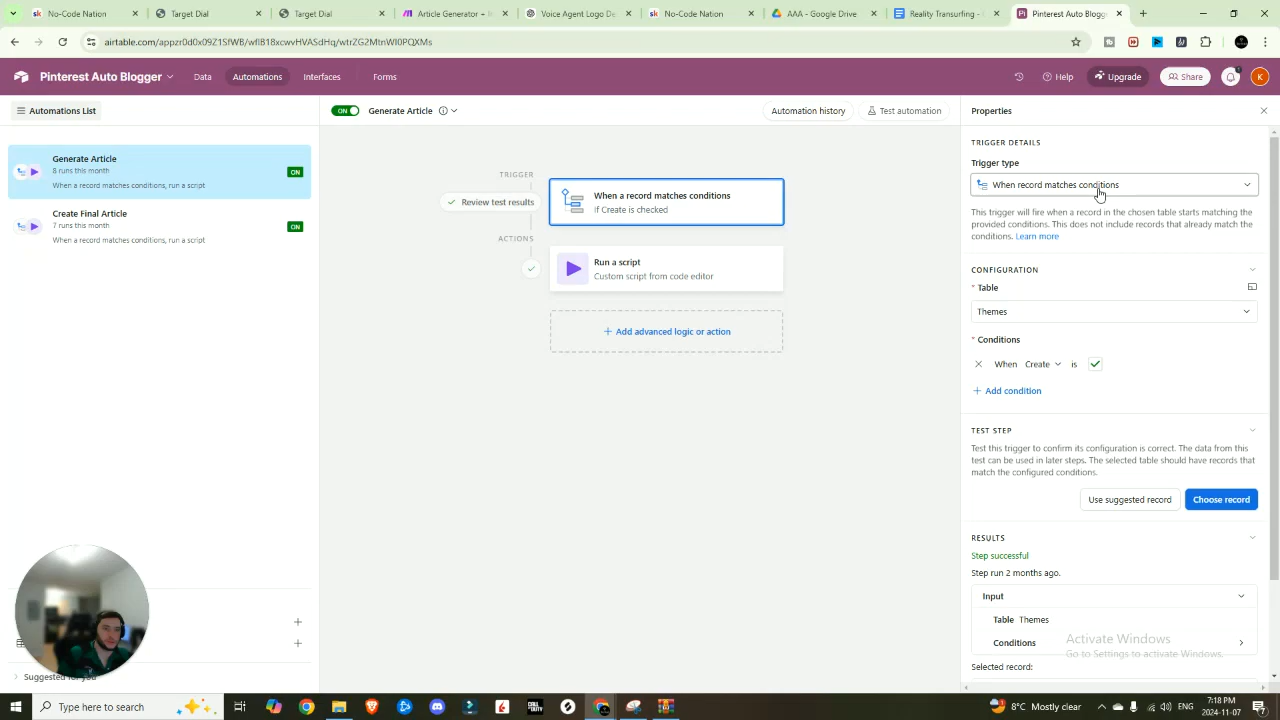 No-Code Nation
Target Dial
Target Dial
Article Generator
Voice Agent Logo De
No-Code Nation
AAA - Google Drive
Reality Transurfing -
Pinterest Auto Blogg
airtable.com/appzr0d0x09Z1SfWB/wflB18xcwvHVASdHq/wtrZG2MtnWI0PQXMs
Pinterest Auto Blogger
Data
Automations
Interfaces
Forms
Help
Upgrade
Share
K
Automations List
ON
Generate Article
Automation history
Test automation
Properties
Generate Article
8 runs this month
When a record matches conditions, run a script
ON
Create Final Article
7 runs this month
When a record matches conditions, run a script
ON
TRIGGER
Review test results
When a record matches conditions
If Create is checked
ACTIONS
Run a script
Custom script from code editor
+ Add advanced logic or action
TRIGGER DETAILS
Trigger type
When record matches conditions
This trigger will fire when a record in the chosen table starts matching the
provided conditions. This does not include records that already match the
conditions. Learn more
CONFIGURATION
* Table
Themes
* Conditions
When Create is
+ Add condition
TEST STEP
Test this trigger to confirm its configuration is correct. The data from this
test can be used in later steps. The selected table should have records that
match the configured conditions.
Use suggested record
Choose record
RESULTS
Step successful
Step run 2 months ago.
Input
Table Themes
Conditions
Selected record:
Activate Windows
Go to Settings to activate Windows.
Suggested for you
Type here to search
8°C Mostly clear
ENG
7:18 PM
2024-11-07